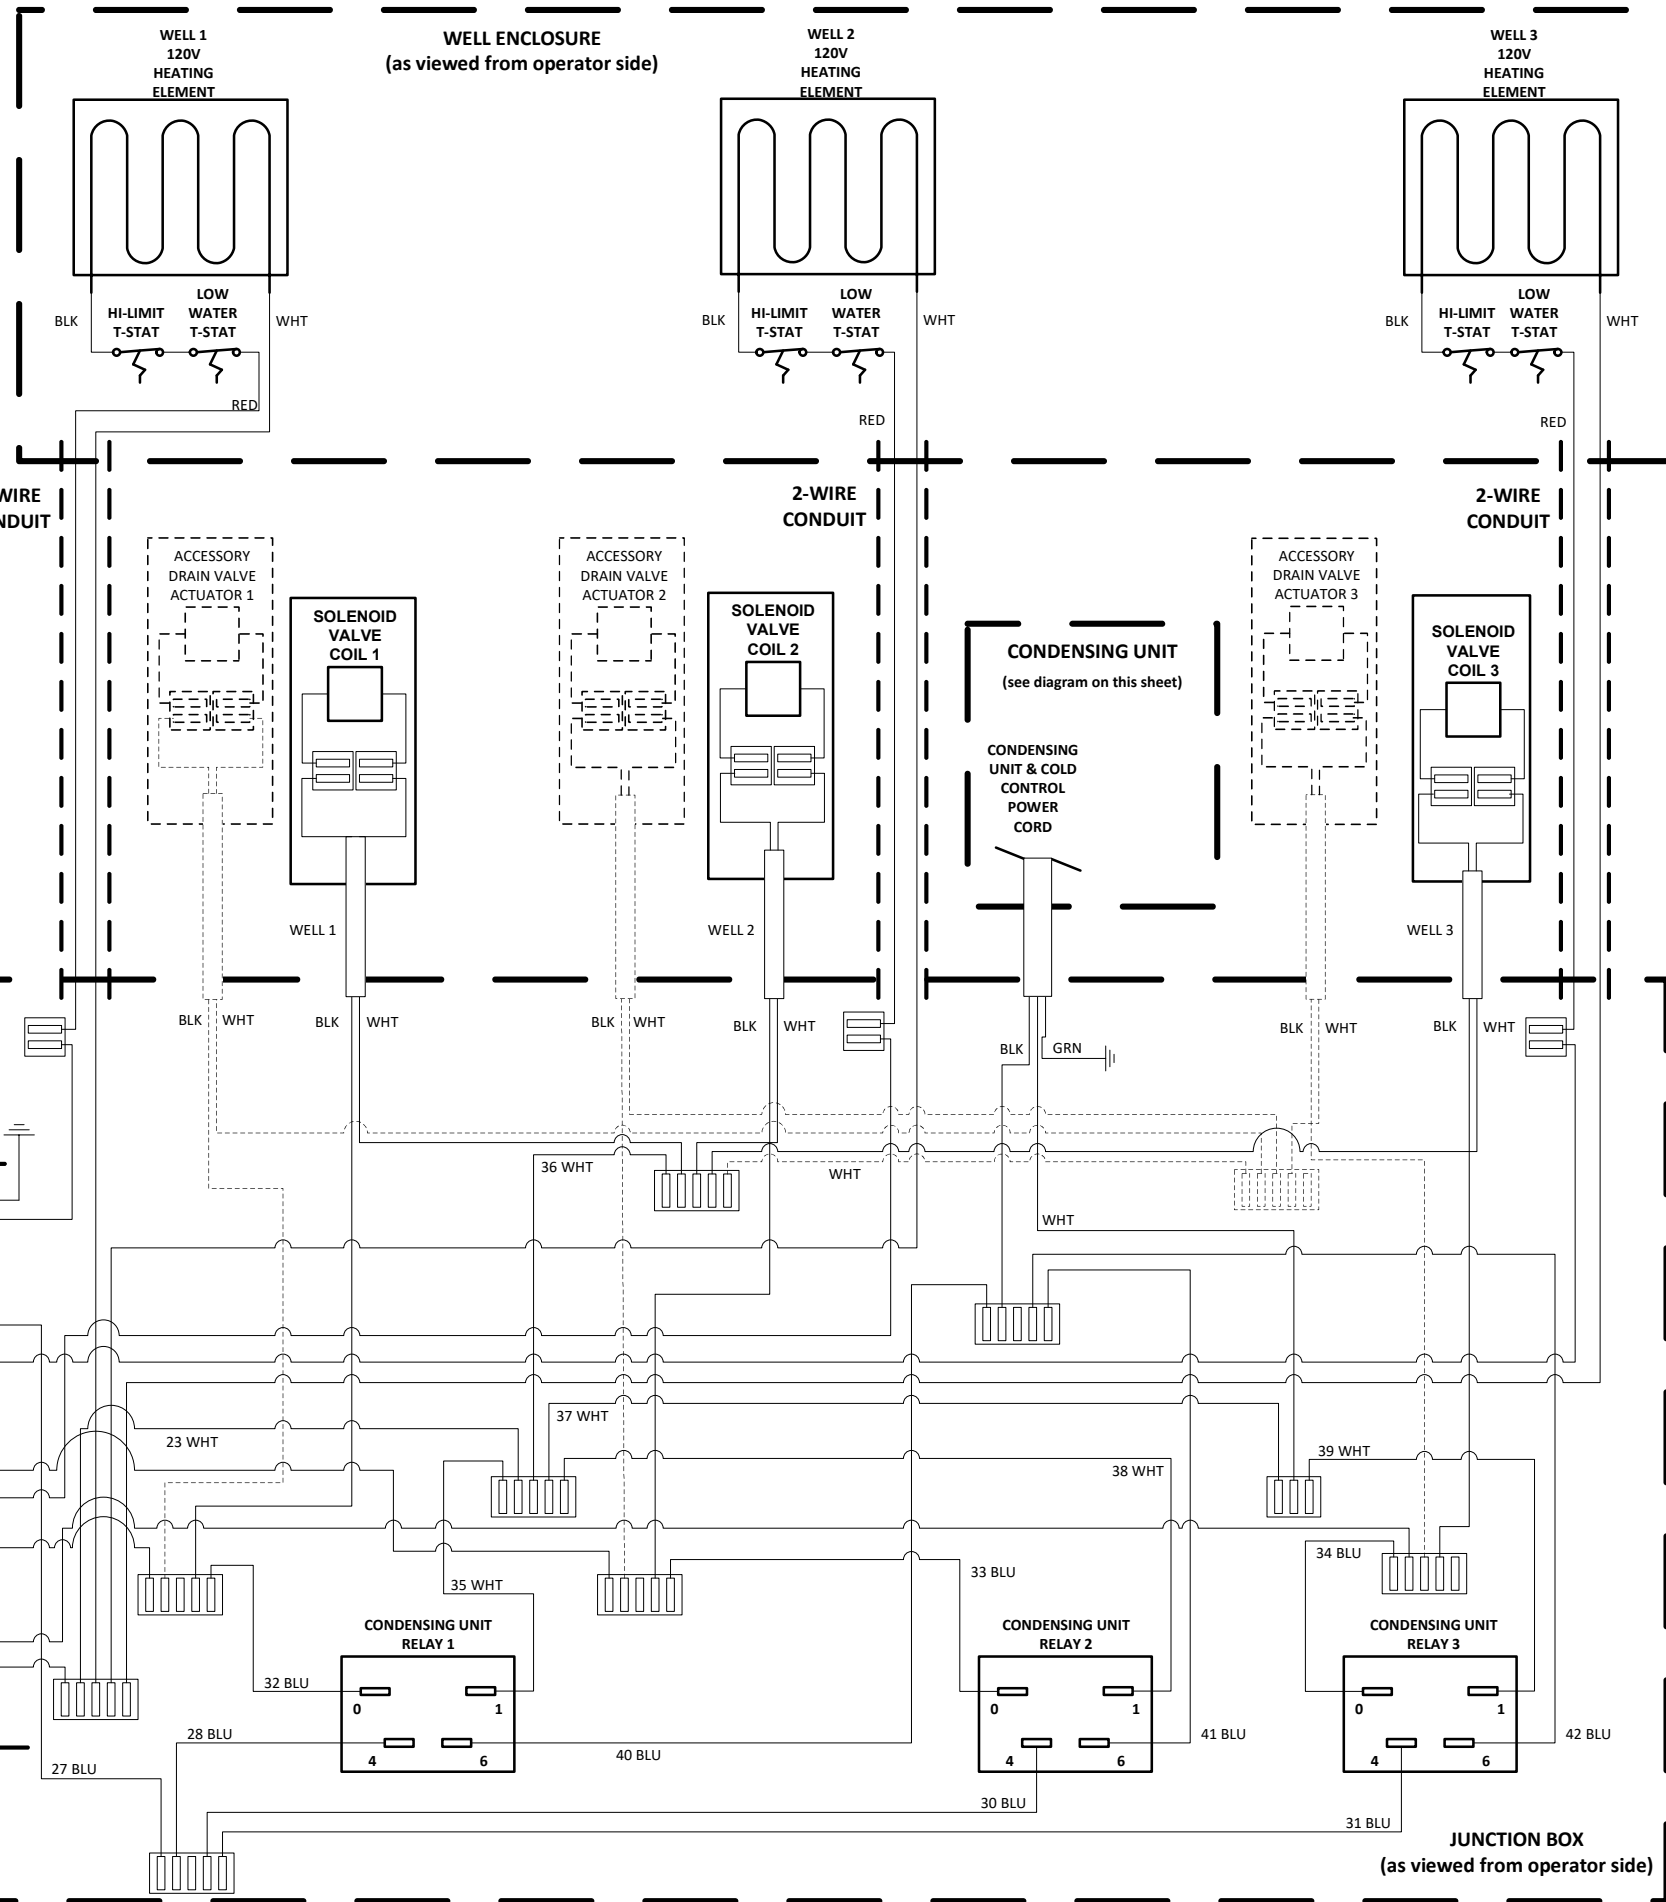 WELL 1
120V
HEATING
ELEMENT
WELL ENCLOSURE
(as viewed from operator side)
WELL 2
120V
HEATING
ELEMENT
WELL 3
120V
HEATING
ELEMENT
BLK
HI-LIMIT
T-STAT
LOW
WATER
T-STAT
WHT
RED
BLK
HI-LIMIT
T-STAT
LOW
WATER
T-STAT
WHT
RED
BLK
HI-LIMIT
T-STAT
LOW
WATER
T-STAT
WHT
RED
WIRE
NDUIT
2-WIRE
CONDUIT
2-WIRE
CONDUIT
ACCESSORY
DRAIN VALVE
ACTUATOR 1
SOLENOID
VALVE
COIL 1
ACCESSORY
DRAIN VALVE
ACTUATOR 2
SOLENOID
VALVE
COIL 2
CONDENSING UNIT
(see diagram on this sheet)
CONDENSING
UNIT & COLD
CONTROL
POWER
CORD
ACCESSORY
DRAIN VALVE
ACTUATOR 3
SOLENOID
VALVE
COIL 3
WELL 1
WELL 2
WELL 3
BLK
WHT
BLK
WHT
BLK
WHT
BLK
WHT
BLK
GRN
BLK
WHT
BLK
WHT
36 WHT
WHT
WHT
37 WHT
23 WHT
38 WHT
39 WHT
35 WHT
33 BLU
34 BLU
CONDENSING UNIT
RELAY 1
CONDENSING UNIT
RELAY 2
CONDENSING UNIT
RELAY 3
32 BLU
0
1
4
6
0
1
4
6
0
1
4
6
28 BLU
40 BLU
41 BLU
42 BLU
27 BLU
30 BLU
31 BLU
JUNCTION BOX
(as viewed from operator side)